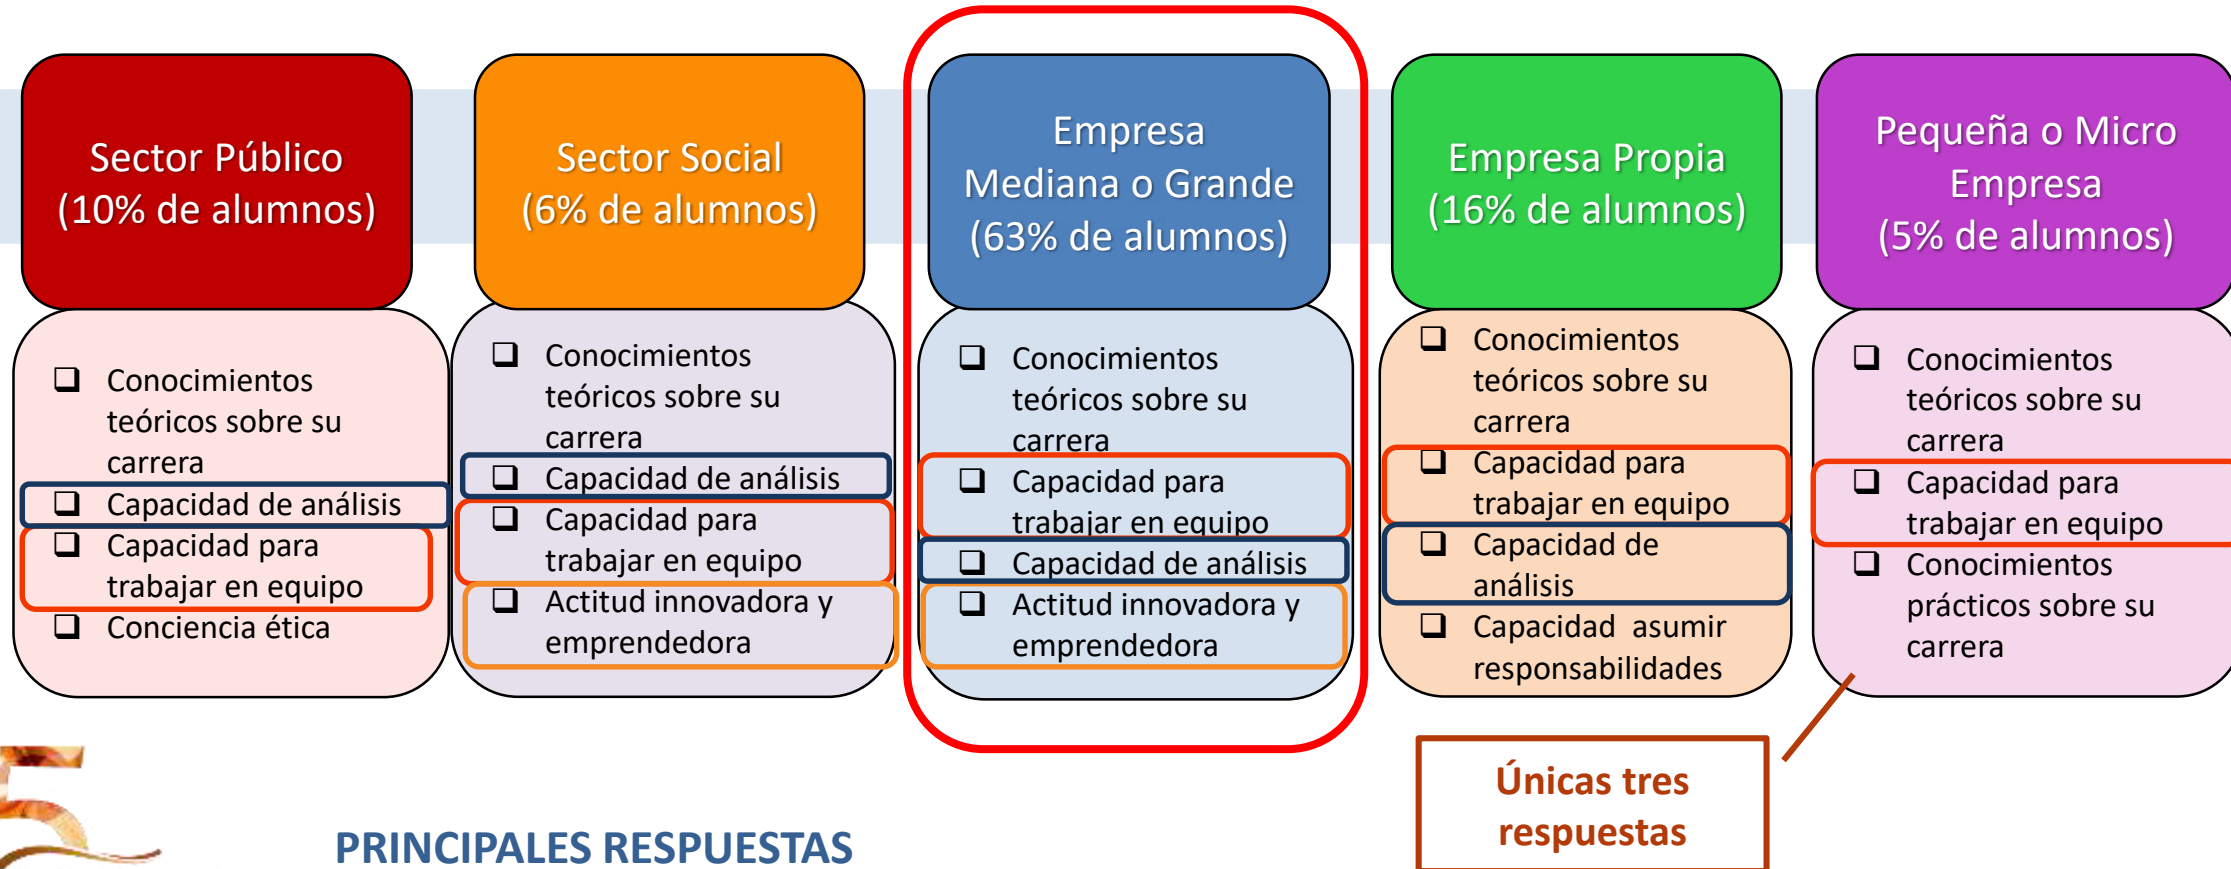 Sector Público
(10% de alumnos)
Conocimientos
teóricos sobre su
carrera
Capacidad de análisis
Capacidad para
trabajar en equipo
Conciencia ética
Sector Social
(6% de alumnos)
Conocimientos
teóricos sobre su
carrera
Capacidad de análisis
Capacidad para
trabajar en equipo
Actitud innovadora y
emprendedora
Empresa
Mediana o Grande
(63% de alumnos)
Conocimientos
teóricos sobre su
carrera
Capacidad para
trabajar en equipo
Capacidad de análisis
Actitud innovadora y
emprendedora
Empresa Propia
(16% de alumnos)
Conocimientos
teóricos sobre su
carrera
Capacidad para
trabajar en equipo
Capacidad de
análisis
Capacidad asumir
responsabilidades
Pequeña o Micro
Empresa
(5% de alumnos)
Conocimientos
teóricos sobre su
carrera
Capacidad para
trabajar en equipo
Conocimientos
prácticos sobre su
carrera
Únicas tres
respuestas
5
PRINCIPALES RESPUESTAS